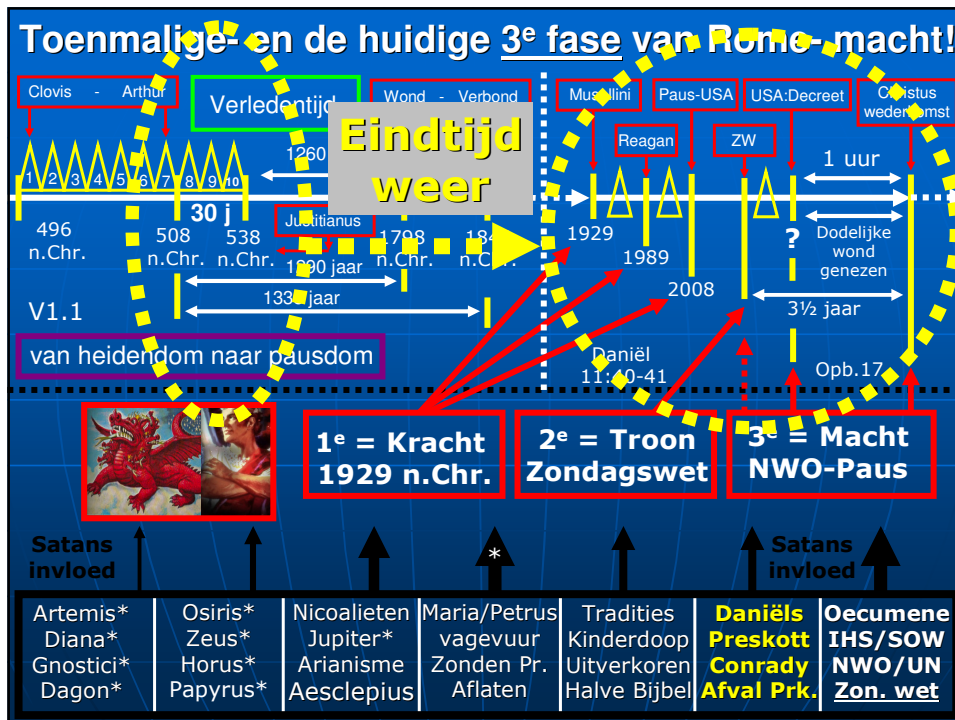 Toenmalige- en de huidige 3e fase van Rome- macht!
Clovis - Arthur
Verledentijd
Wond - Verbond
Eindtijd
weer
Mussolini
Paus-USA
USA:Decreet
Christus
wederkomst
Reagan
ZW
1 uur
1 2 3 4 5 6 7 8 9 10
1260
30 j
Justitianus
496
n.Chr.
508
n.Chr.
538
n.Chr.
1798
n.Chr.
n.Chr.
1290 jaar
jaar
1929
1989
2008
?
Dodelijke
wond
genezen
3½ jaar
V1.1
van heidendom naar pausdom
Daniël
11:40-41
Opb.17
1e = Kracht
1929 n.Chr.
2e = Troon
Zondagswet
3e = Macht
NWO-Paus
Satans
invloed
*
Satans
invloed
Artemis*
Diana*
Gnostici*
Dagon*
Osiris*
Zeus*
Horus*
Papyrus*
Nicoalieten
Jupiter*
Arianisme
Aesclepius
Maria/Petrus
vagevuur
Zonden Pr.
Aflaten
Tradities
Kinderdoop
Uitverkoren
Halve Bijbel
Daniëls
Preskott
Conrady
Afval Prk.
Oecumene
IHS/SOW
NWO/UN
Zon. wet